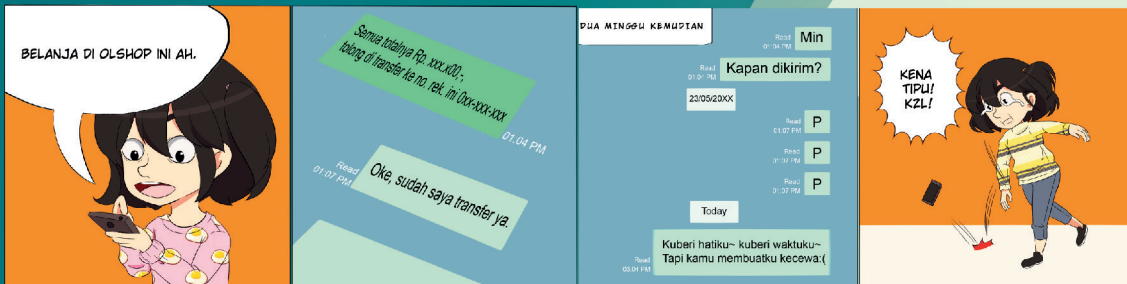 BELANJA DI OLSHOP INI AH.
Semua totalnya Rp. xxx.x00,-,
tolong di transfer ke no. rek. ini 0xx-xxx-xxx
01.04 PM
Read
01:07 PM
Oke, sudah saya transfer ya.
DUA MINGGU KEMUDIAN
Read
01:04 PM
Min
Read
01:04 PM
Kapan dikirim?
23/05/20XX
Read
01:07 PM
P
Read
01:07 PM
P
Read
01:07 PM
P
Today
Kuberi hatiku~ kuberi waktuku~
Tapi kamu membuatku kecewa:(
Read
03:04 PM
KENA
TIPU!
KZL!